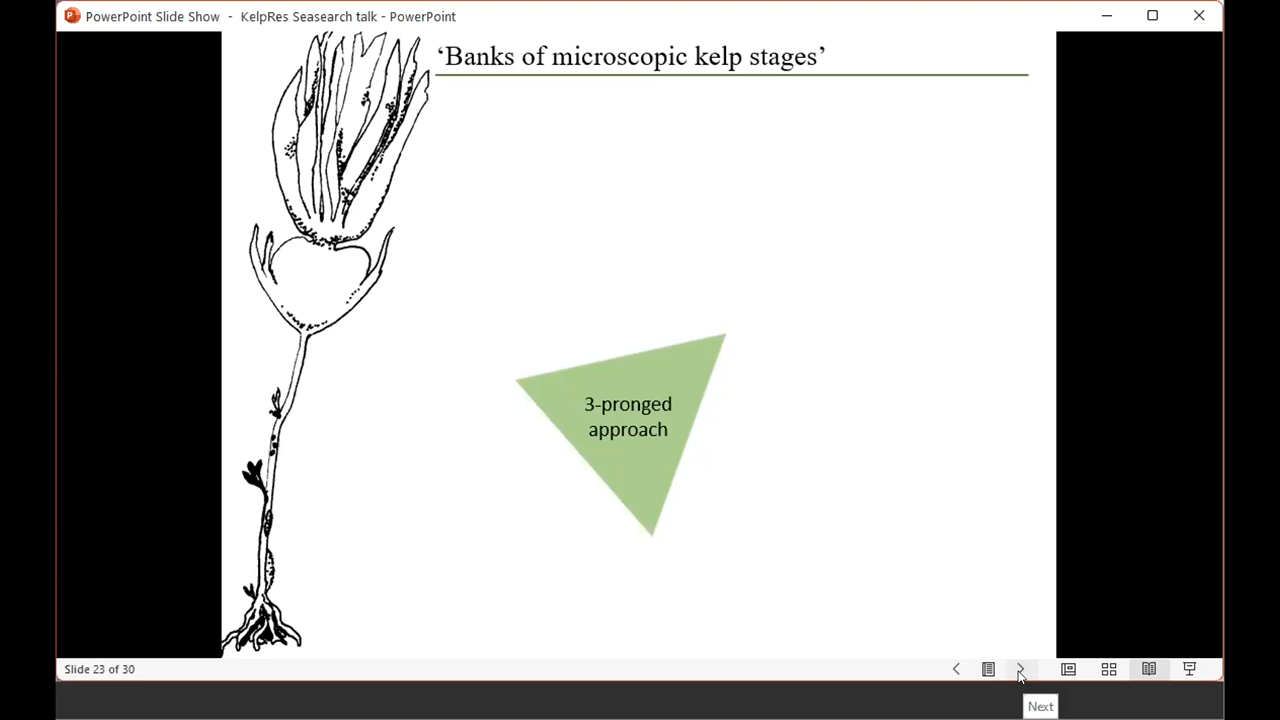 PowerPoint Slide Show - KelpRes Seasearch talk - PowerPoint
‘Banks of microscopic kelp stages’
3-pronged
approach
Slide 23 of 30
Next